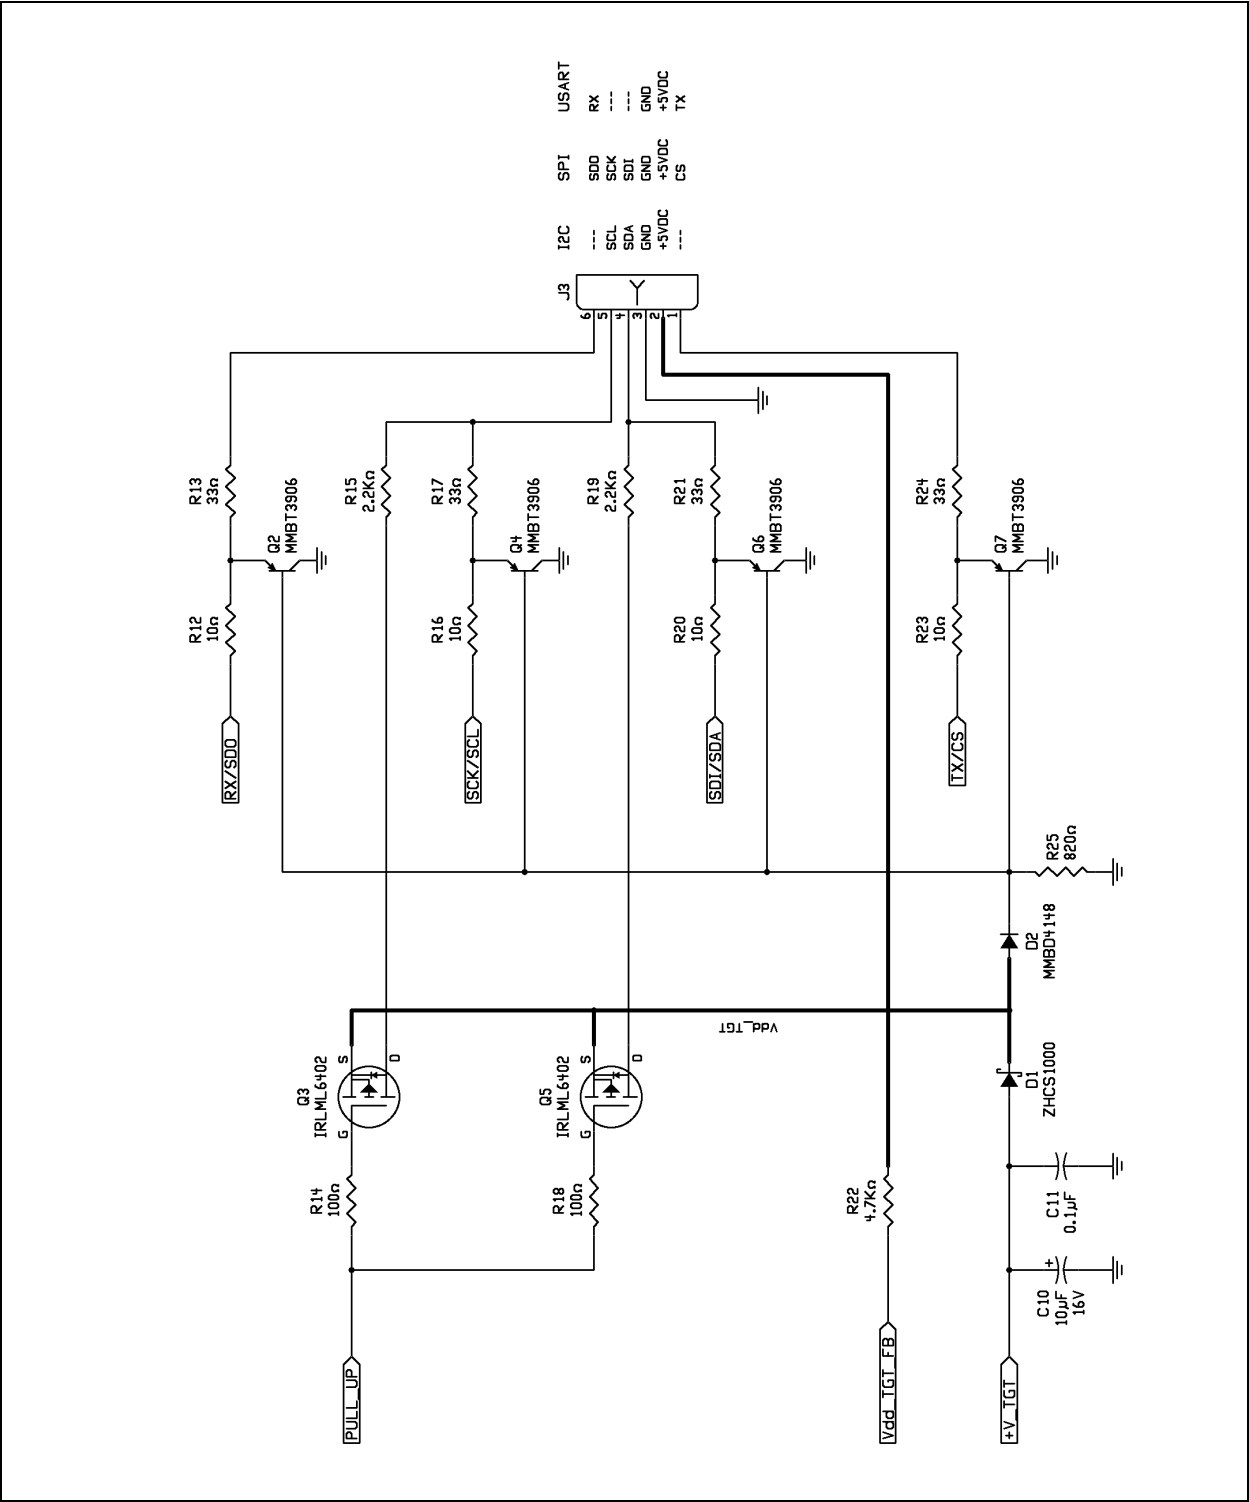 I2C SPI USART
--- SDO RX
SCL SCK ---
SDA SDI ---
GND GND GND
+5VDC +5VDC +5VDC
--- CS TX
J3
6
5
4
3
2
1
R13
33Ω
Q2
MMBT3906
R12
10Ω
RX/SDO
R15
2.2KΩ
R17
33Ω
Q4
MMBT3906
R16
10Ω
SCK/SCL
R19
2.2KΩ
R21
33Ω
Q6
MMBT3906
R20
10Ω
SDI/SDA
R24
33Ω
Q7
MMBT3906
R23
10Ω
TX/CS
R25
820Ω
D2
MMBD4148
Vdd_TGT
Q3
IRLML6402
S
D
G
Q5
IRLML6402
S
D
G
D1
ZHCS1000
R14
100Ω
R18
100Ω
R22
4.7KΩ
C11
0.1µF
+
C10
10µF
16V
PULL_UP
Vdd_TGT_FB
+V_TGT